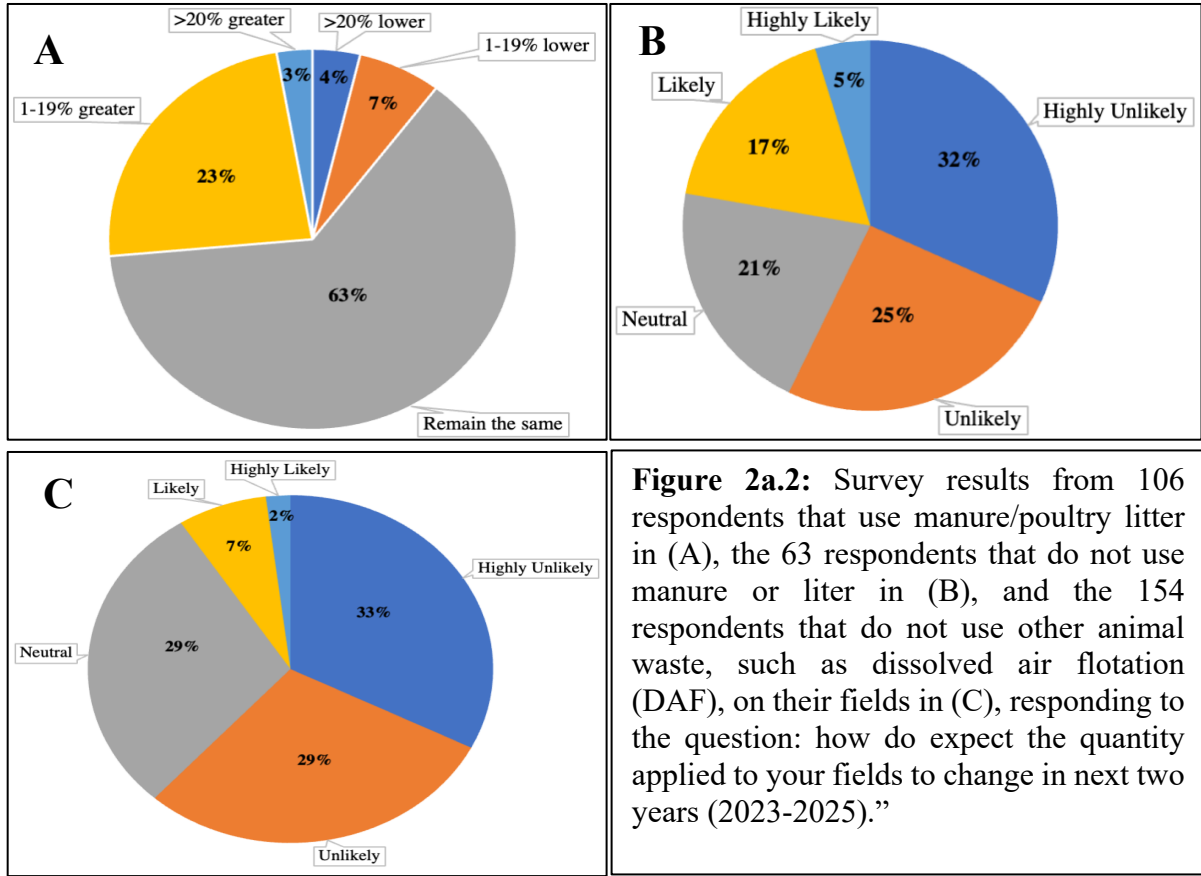 A
>20% greater
>20% lower
1-19% lower
3%
4%
7%
1-19% greater
23%
63%
Remain the same
B
Highly Likely
5%
Likely
Highly Unlikely
17%
32%
21%
25%
Neutral
Unlikely
C
Highly Likely
Likely
2%
7%
Highly Unlikely
33%
Neutral
29%
29%
Unlikely
Figure 2a.2: Survey results from 106
respondents that use manure/poultry litter
in (A), the 63 respondents that do not use
manure or liter in (B), and the 154
respondents that do not use other animal
waste, such as dissolved air flotation
(DAF), on their fields in (C), responding to
the question: how do expect the quantity
applied to your fields to change in next two
years (2023-2025).”